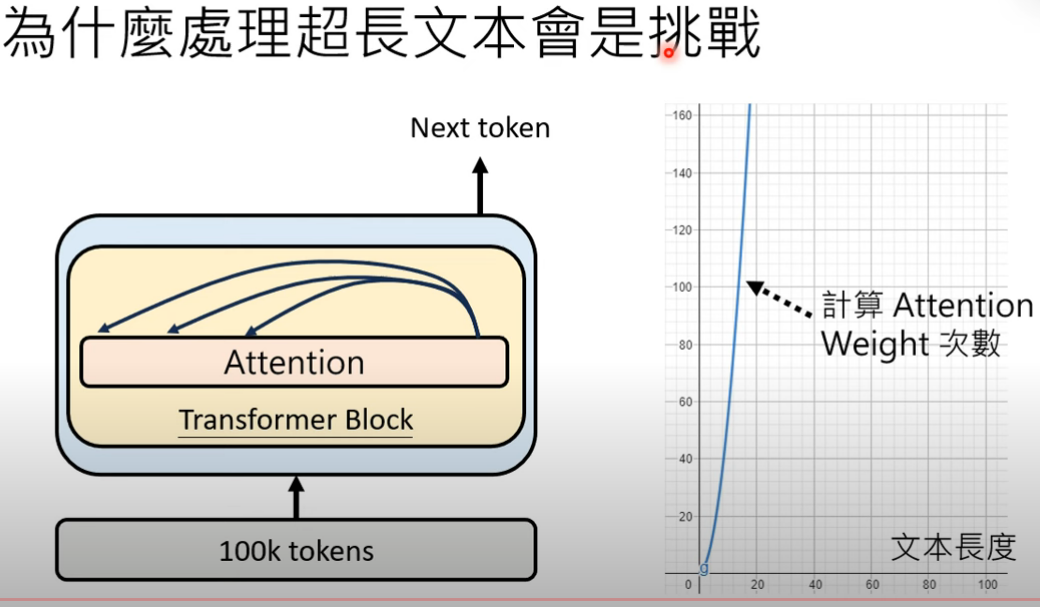 為什麼處理超長文本會是挑戰
Next token
Attention
Transformer Block
100k tokens
160
140
120
100
80
60
40
20
0
20
40
60
80
100
g
計算 Attention
Weight 次數
文本長度